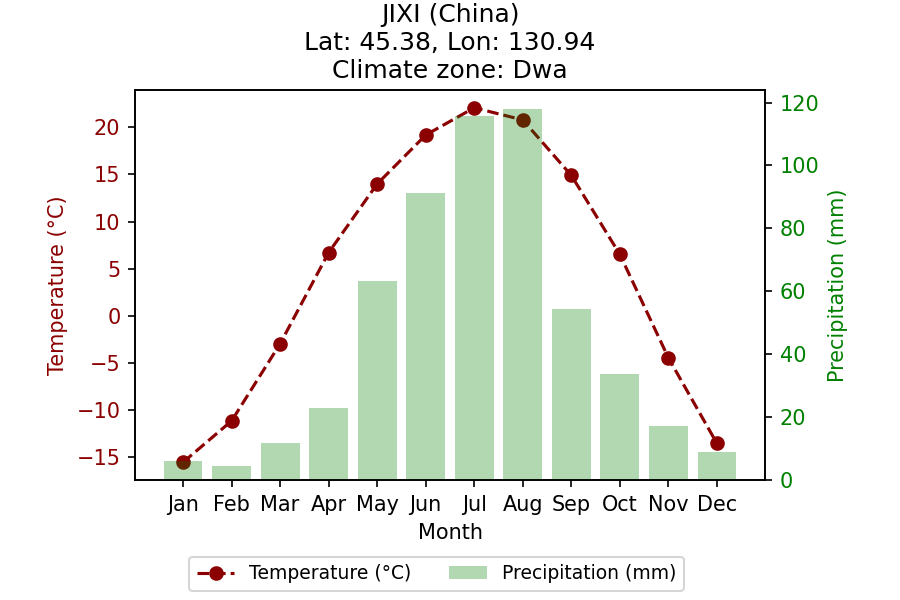 JIXI (China)
Lat: 45.38, Lon: 130.94
Climate zone: Dwa
Temperature (°C)
20
15
10
5
0
−5
−10
−15
120
100
80
60
40
20
0
Precipitation (mm)
Jan Feb Mar Apr May Jun Jul Aug Sep Oct Nov Dec
Month
Temperature (°C) Precipitation (mm)